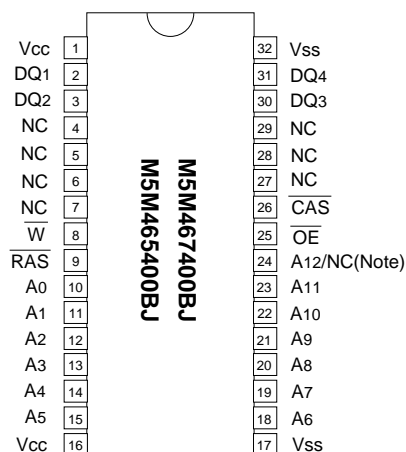 Vcc 1 32 Vss
DQ1 2 31 DQ4
DQ2 3 30 DQ3
NC 4 29 NC
NC 5 28 NC
NC 6 27 NC
NC 7 26 C̅A̅S̅
W̅ 8 25 O̅E̅
R̅A̅S̅ 9 24 A12/NC(Note)
A0 10 23 A11
A1 11 22 A10
A2 12 21 A9
A3 13 20 A8
A4 14 19 A7
A5 15 18 A6
Vcc 16 17 Vss
M5M467400BJ
M5M465400BJ